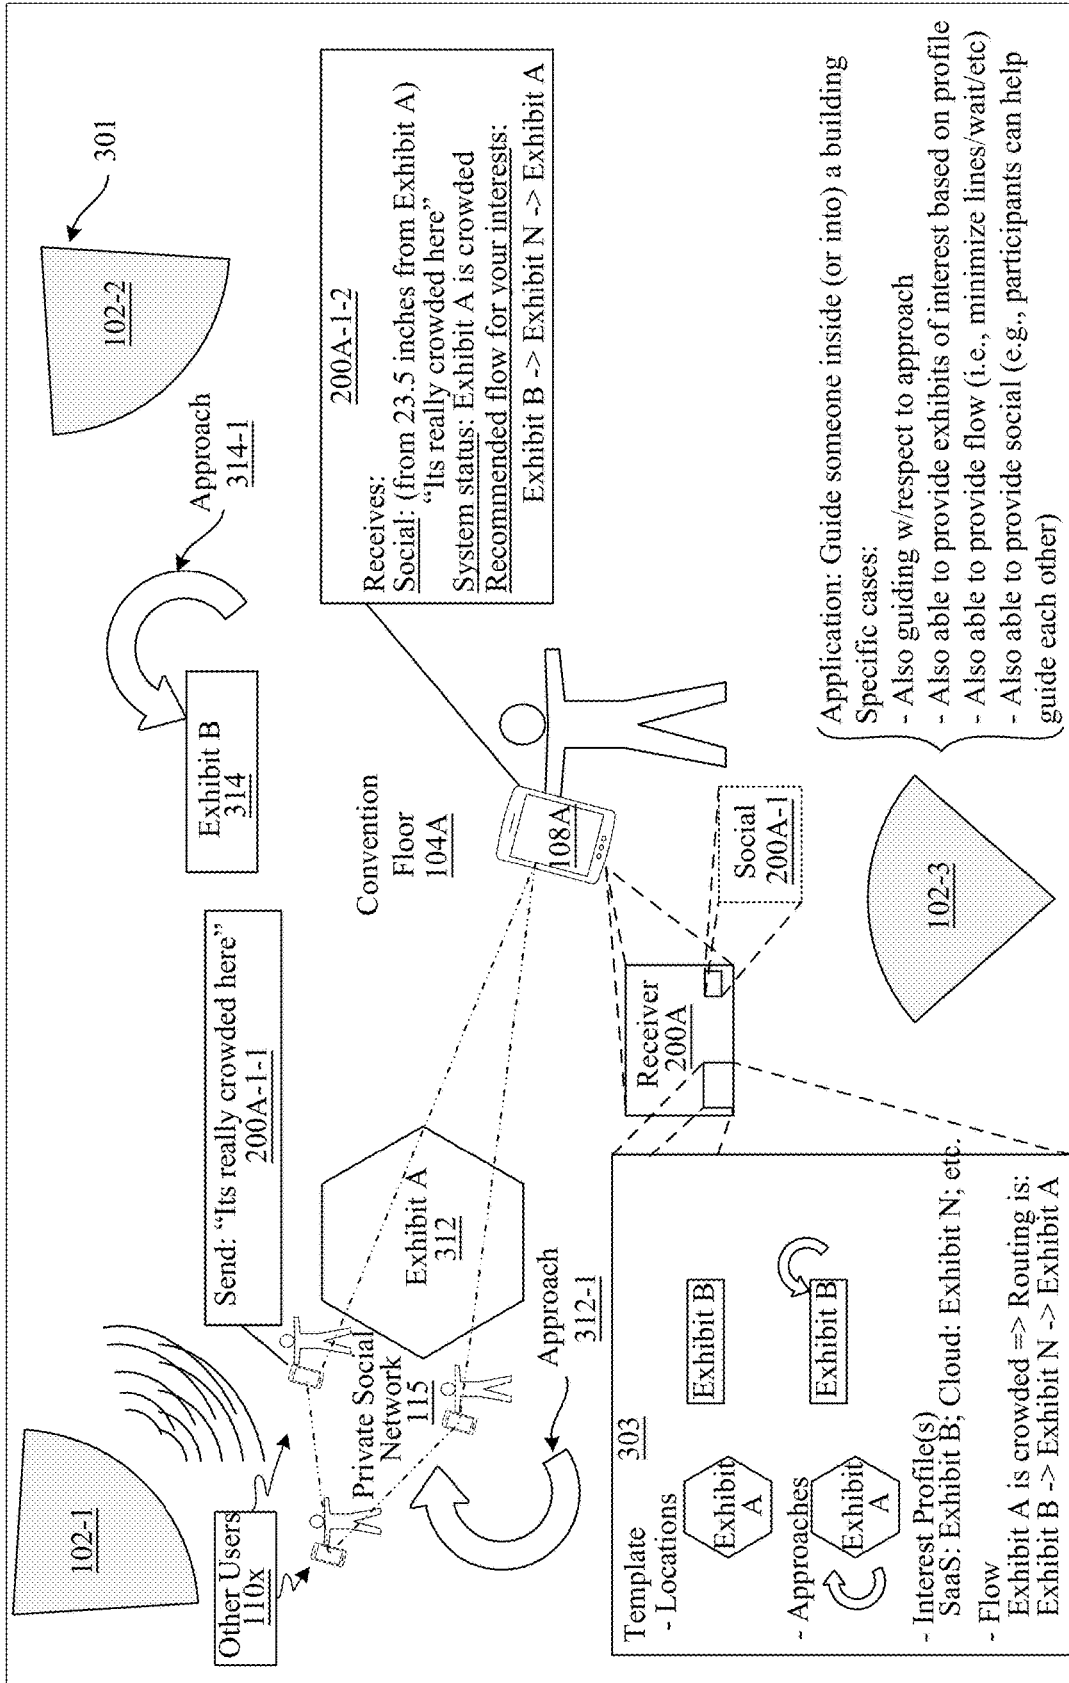 102-1
Other Users
110x
Send: “Its really crowded here”
200A-1-1
Private Social
Network
115
Exhibit A
312
Approach
312-1
Exhibit B
314
Approach
314-1
102-2
301
Convention
Floor
104A
108A
200A-1-2
Receives:
Social: (from 23.5 inches from Exhibit A)
“Its really crowded here”
System status: Exhibit A is crowded
Recommended flow for your interests:
Exhibit B -> Exhibit N -> Exhibit A
Receiver
200A
Social
200A-1
303
Template
- Locations
Exhibit
A
Exhibit B
- Approaches
Exhibit
A
Exhibit B
- Interest Profile(s)
SaaS: Exhibit B; Cloud: Exhibit N; etc.
- Flow
Exhibit A is crowded => Routing is:
Exhibit B -> Exhibit N -> Exhibit A
102-3
Application: Guide someone inside (or into) a building
Specific cases:
- Also guiding w/respect to approach
- Also able to provide exhibits of interest based on profile
- Also able to provide flow (i.e., minimize lines/wait/etc)
- Also able to provide social (e.g., participants can help
guide each other)